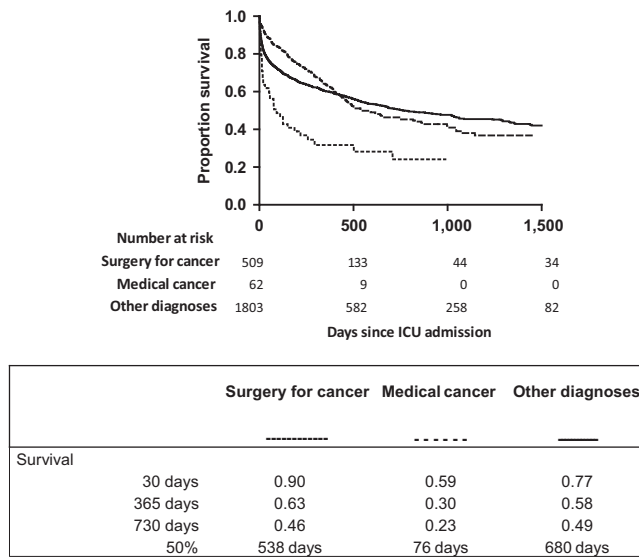 1.0
0.8
0.6
0.4
0.2
0.0
Proportion survival
0 500 1,000 1,500
Number at risk
Surgery for cancer 509 133 44 34
Medical cancer 62 9 0 0
Other diagnoses 1803 582 258 82
Days since ICU admission
Surgery for cancer Medical cancer Other diagnoses
Survival
30 days 0.90 0.59 0.77
365 days 0.63 0.30 0.58
730 days 0.46 0.23 0.49
50% 538 days 76 days 680 days